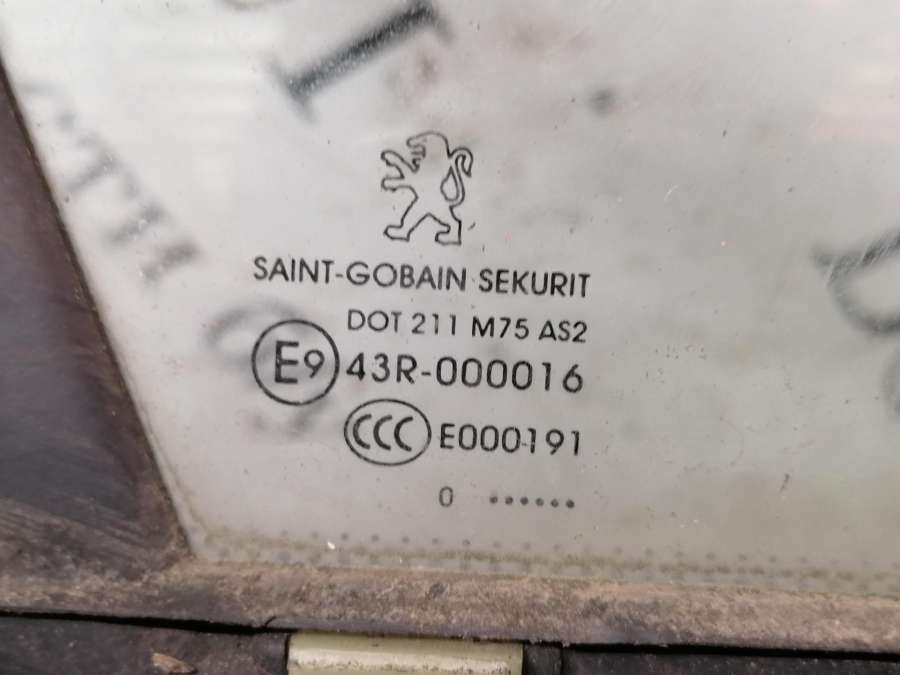 SAINT-GOBAIN SEKURIT
DOT 211 M75 AS2
E9 43R-000016
CCC E000191
0 ......